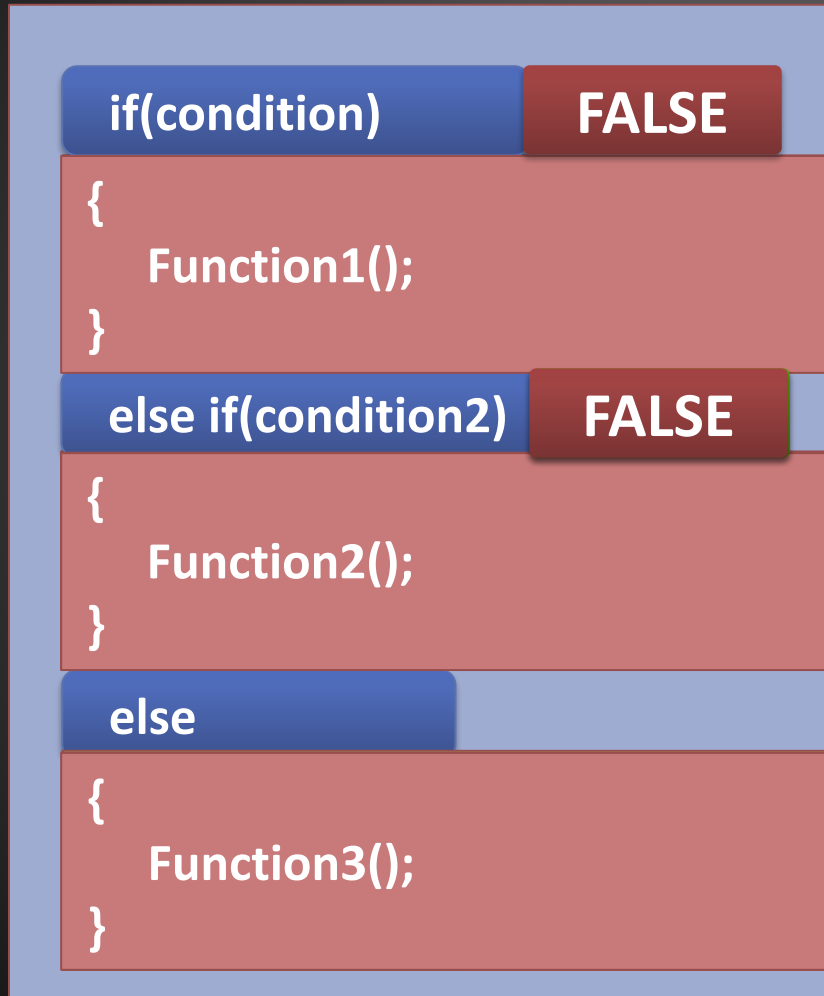 if(condition) FALSE
{
Function1();
}
else if(condition2) FALSE
{
Function2();
}
else
{
Function3();
}